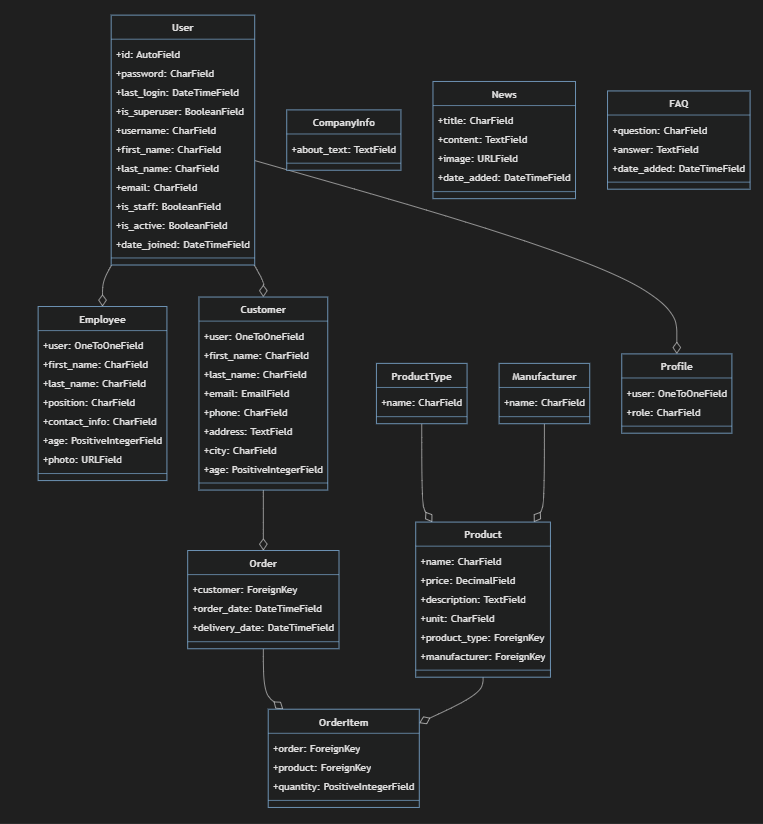 User
+id: AutoField
+password: CharField
+last_login: DateTimeField
+is_superuser: BooleanField
+username: CharField
+first_name: CharField
+last_name: CharField
+email: CharField
+is_staff: BooleanField
+is_active: BooleanField
+date_joined: DateTimeField
CompanyInfo
+about_text: TextField
News
+title: CharField
+content: TextField
+image: URLField
+date_added: DateTimeField
FAQ
+question: CharField
+answer: TextField
+date_added: DateTimeField
Employee
+user: OneToOneField
+first_name: CharField
+last_name: CharField
+position: CharField
+contact_info: CharField
+age: PositiveIntegerField
+photo: URLField
Customer
+user: OneToOneField
+first_name: CharField
+last_name: CharField
+email: EmailField
+phone: CharField
+address: TextField
+city: CharField
+age: PositiveIntegerField
ProductType
+name: CharField
Manufacturer
+name: CharField
Profile
+user: OneToOneField
+role: CharField
Order
+customer: ForeignKey
+order_date: DateTimeField
+delivery_date: DateTimeField
Product
+name: CharField
+price: DecimalField
+description: TextField
+unit: CharField
+product_type: ForeignKey
+manufacturer: ForeignKey
OrderItem
+order: ForeignKey
+product: ForeignKey
+quantity: PositiveIntegerField